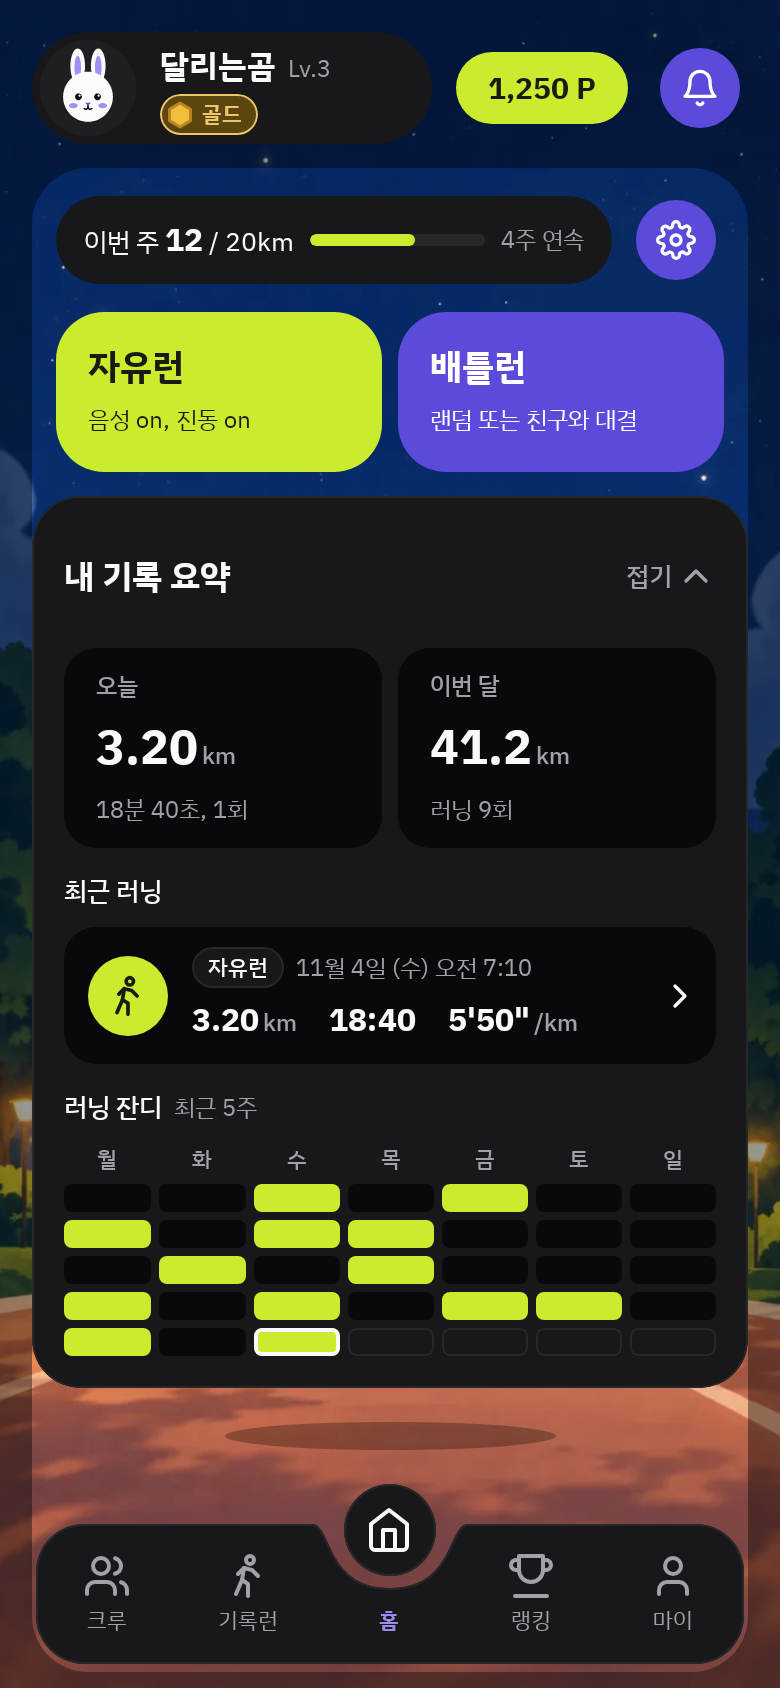 달리는곰 Lv.3
골드
1,250 P
이번 주 12 / 20km 4주 연속
자유런
음성 on, 진동 on
배틀런
랜덤 또는 친구와 대결
내 기록 요약 접기
오늘
3.20 km
18분 40초, 1회
이번 달
41.2 km
러닝 9회
최근 러닝
자유런 11월 4일 (수) 오전 7:10
3.20 km 18:40 5'50" /km
러닝 잔디 최근 5주
월 화 수 목 금 토 일
크루 기록런 홈 랭킹 마이